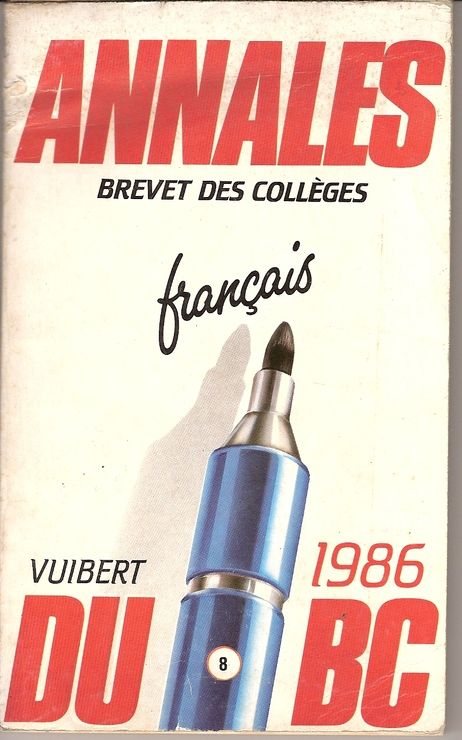 ANNALES
BREVET DES COLLÈGES
français
VUIBERT 1986
DU 8 BC